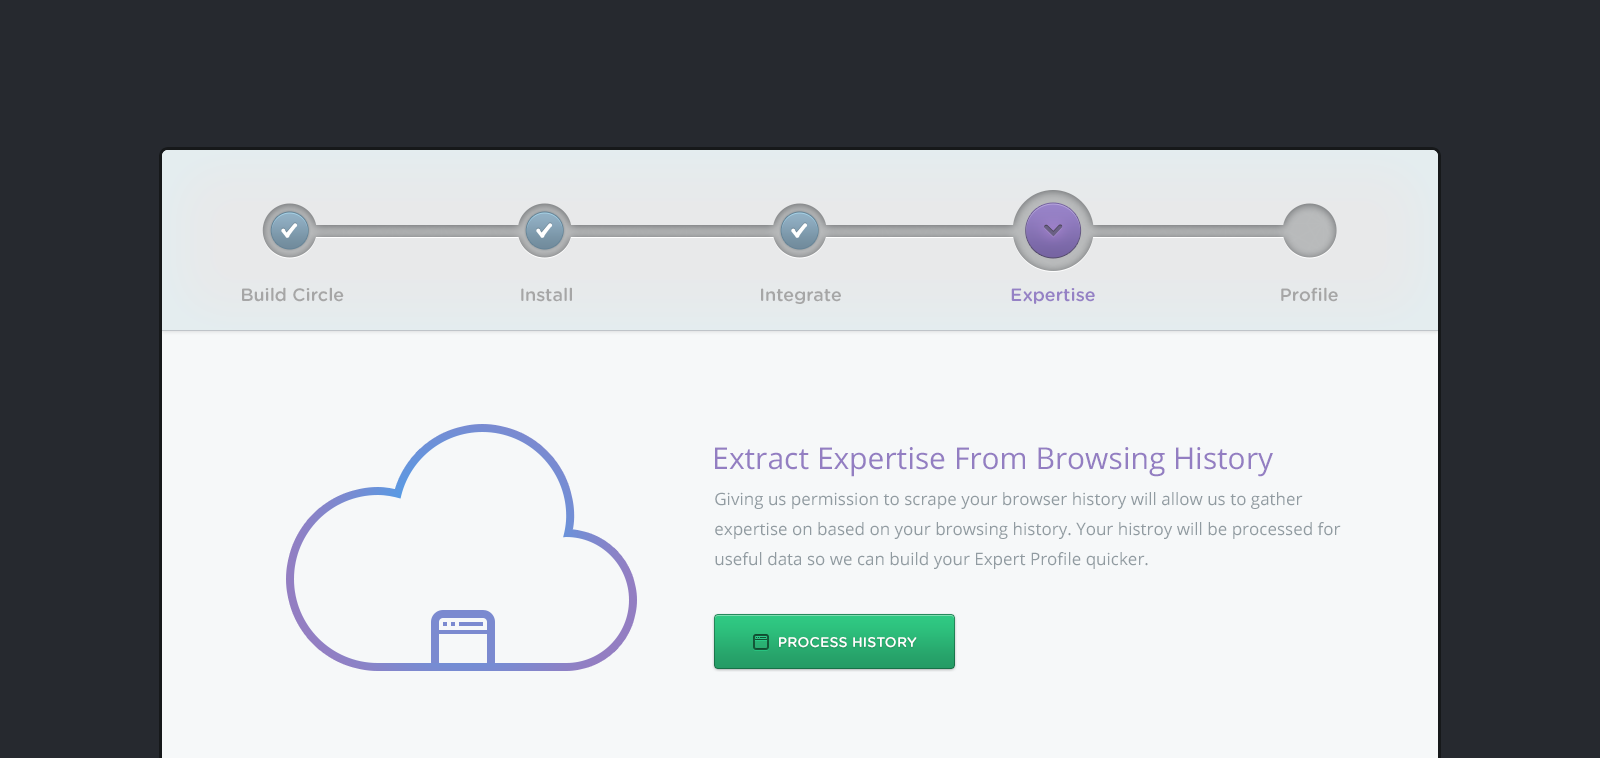 Build Circle
Install
Integrate
Expertise
Profile
Extract Expertise From Browsing History
Giving us permission to scrape your browser history will allow us to gather
expertise on based on your browsing history. Your histroy will be processed for
useful data so we can build your Expert Profile quicker.
PROCESS HISTORY